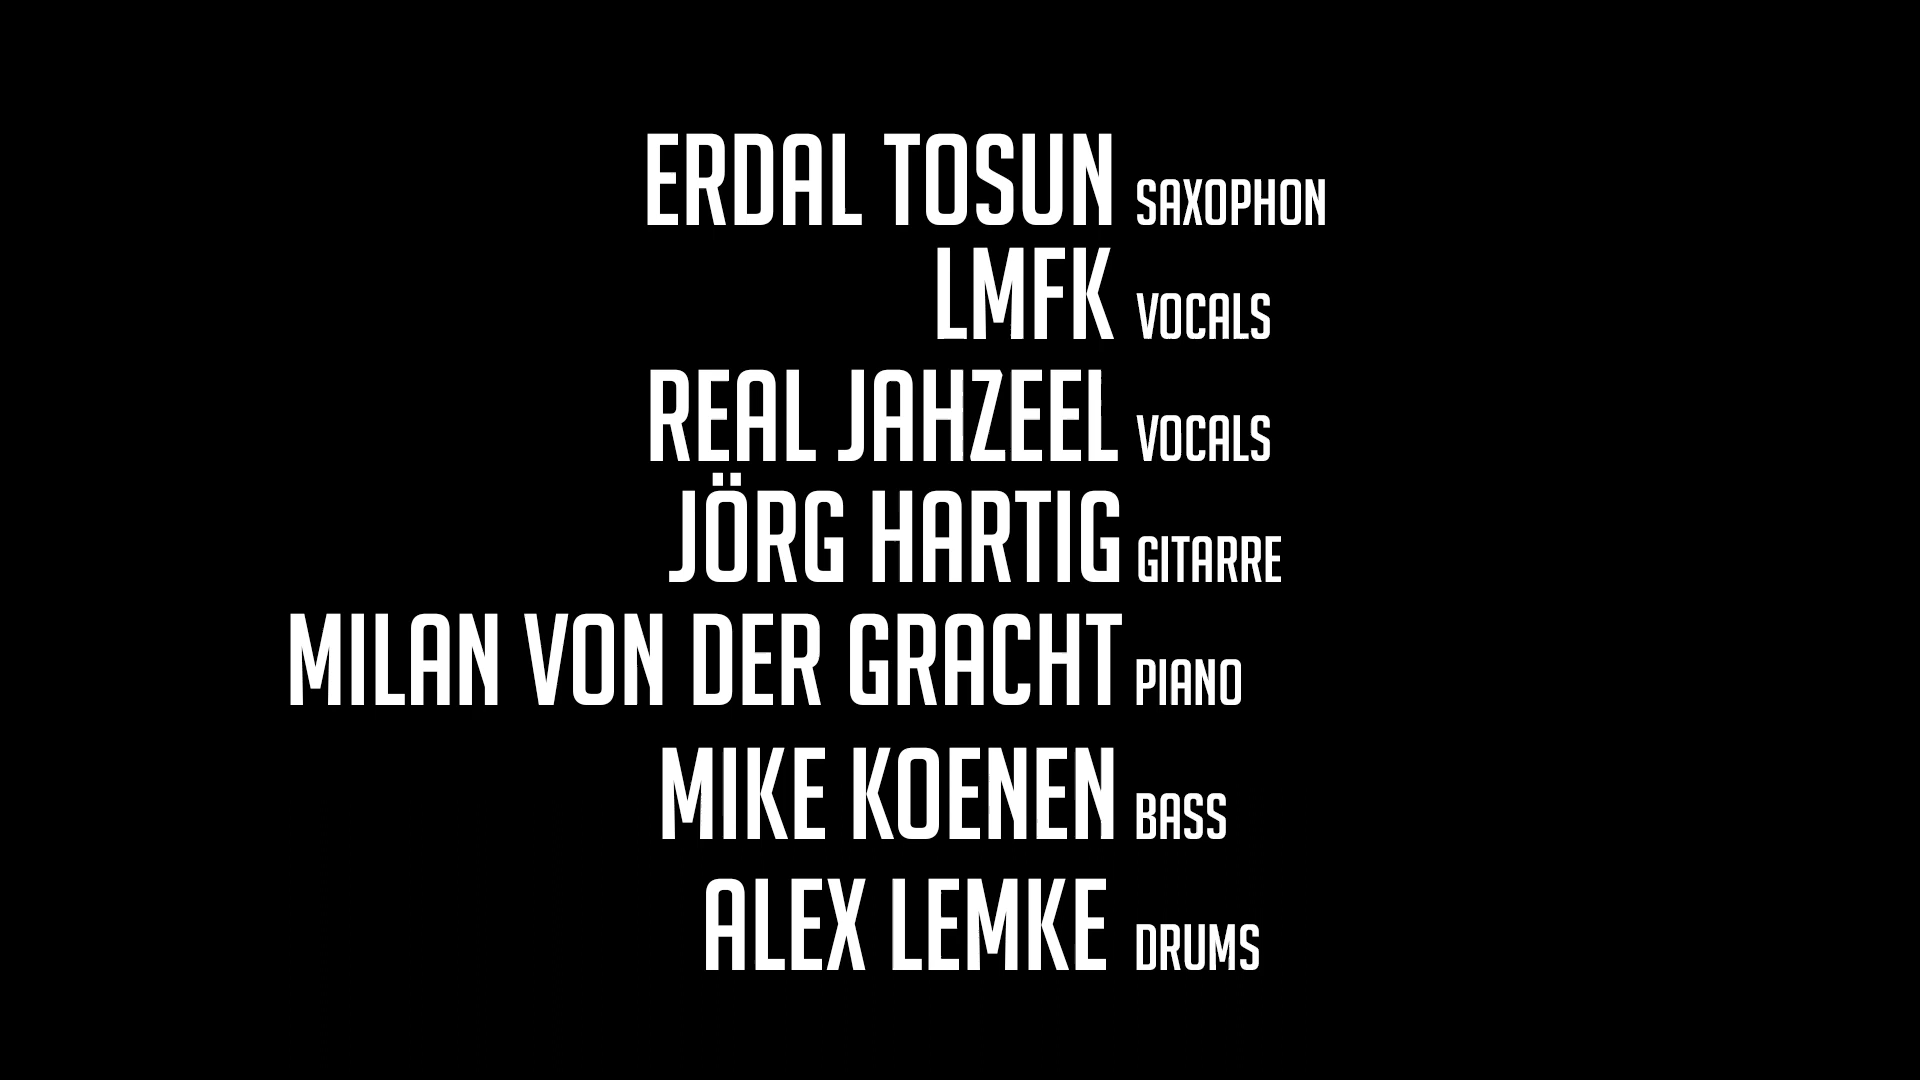 ERDAL TOSUN SAXOPHON
LMFK VOCALS
REAL JAHZEEL VOCALS
JÖRG HARTIG GITARRE
MILAN VON DER GRACHT PIANO
MIKE KOENEN BASS
ALEX LEMKE DRUMS